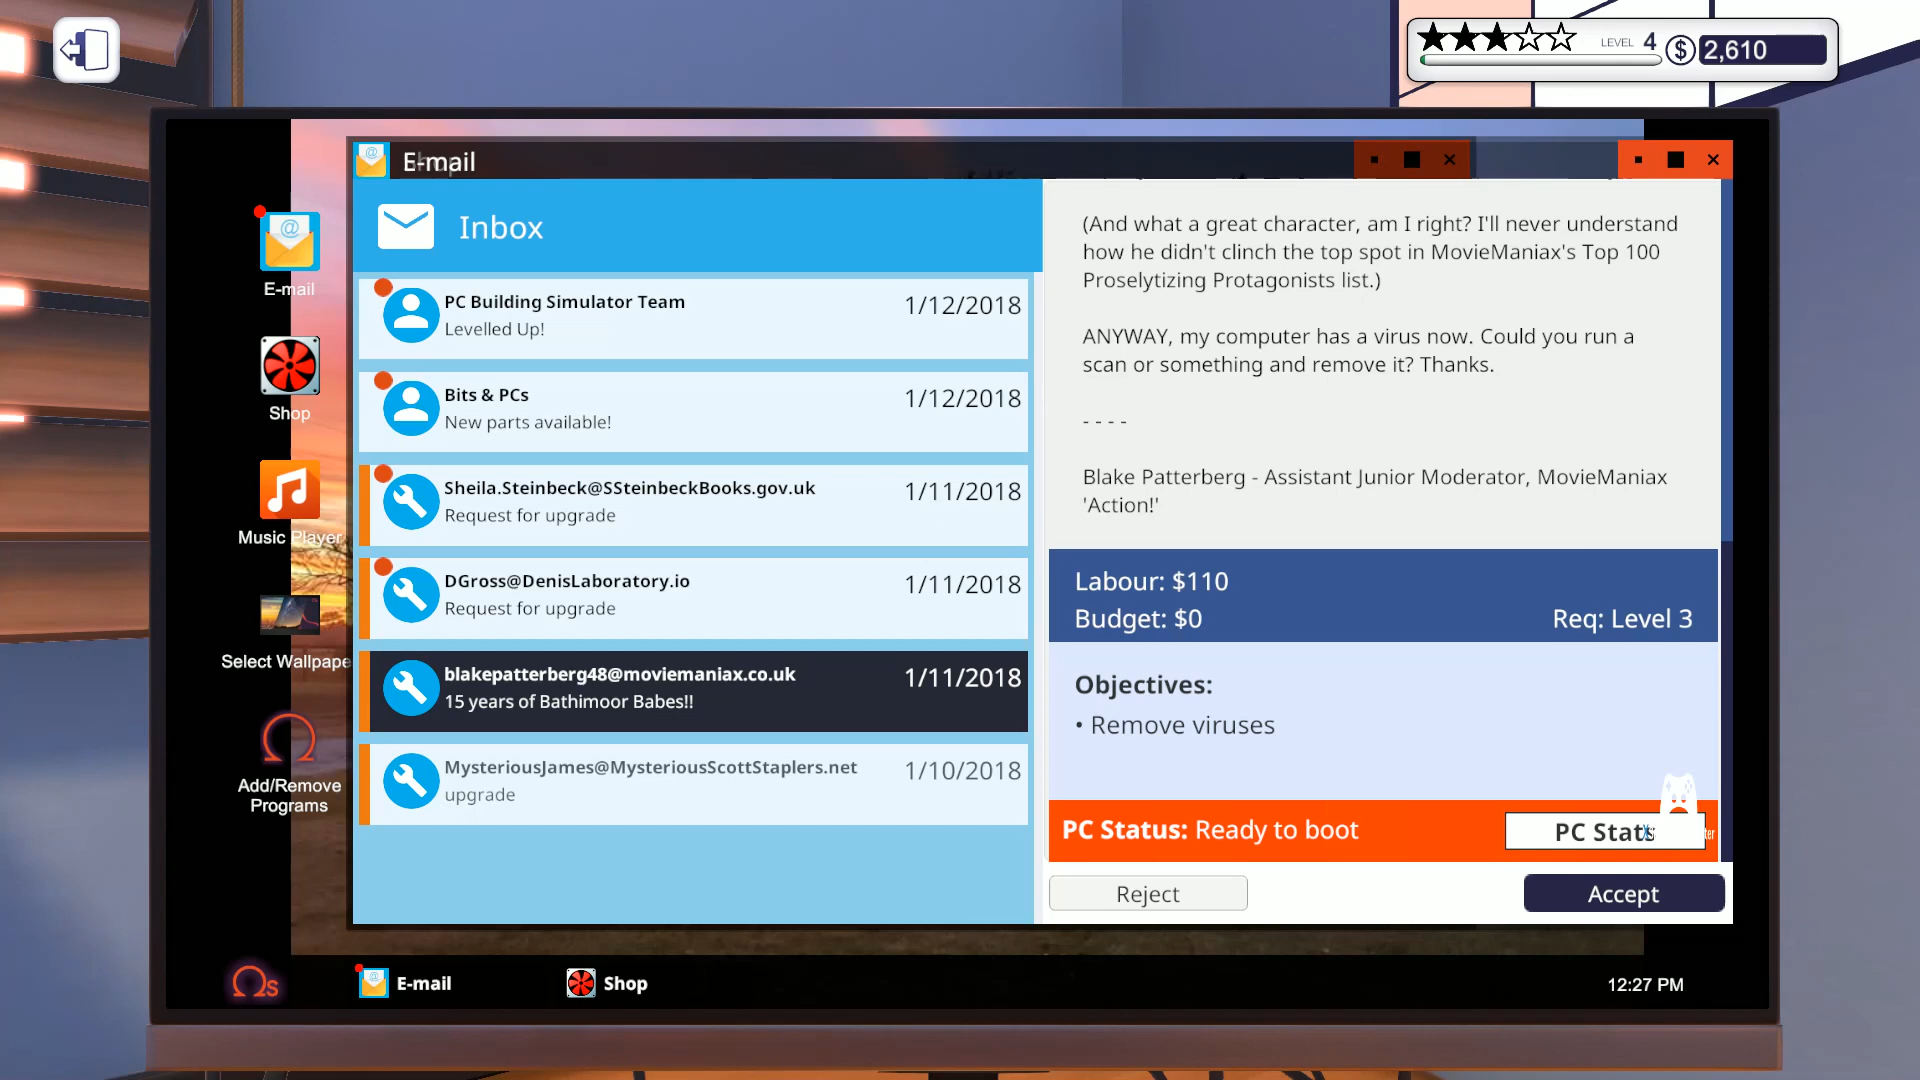 LEVEL 4 $ 2,610
E-mail
Inbox
PC Building Simulator Team 1/12/2018
Levelled Up!
Bits & PCs 1/12/2018
New parts available!
Sheila.Steinbeck@SSteinbeckBooks.gov.uk 1/11/2018
Request for upgrade
DGross@DenisLaboratory.io 1/11/2018
Request for upgrade
blakepatterberg48@moviemaniax.co.uk 1/11/2018
15 years of Bathimoor Babes!!
MysteriousJames@MysteriousScottStaplers.net 1/10/2018
upgrade
(And what a great character, am I right? I'll never understand
how he didn't clinch the top spot in MovieManiax's Top 100
Proselytizing Protagonists list.)
ANYWAY, my computer has a virus now. Could you run a
scan or something and remove it? Thanks.
- - - -
Blake Patterberg - Assistant Junior Moderator, MovieManiax
'Action!'
Labour: $110
Budget: $0 Req: Level 3
Objectives:
• Remove viruses
PC Status: Ready to boot
Reject Accept
E-mail
Shop
Music Player
Select Wallpape
Add/Remove
Programs
E-mail Shop 12:27 PM